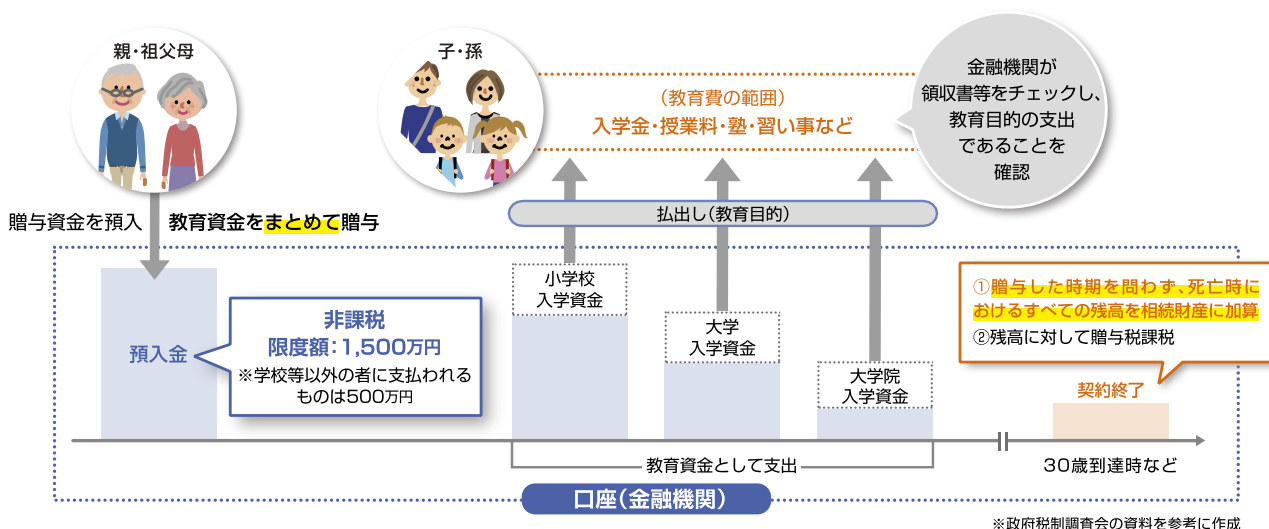 親・祖父母
子・孫
(教育費の範囲)
入学金・授業料・塾・習い事など
金融機関が
領収書等をチェックし、
教育目的の支出
であることを
確認
贈与資金を預入
教育資金をまとめて贈与
払出し(教育目的)
預入金
非課税
限度額:1,500万円
※学校等以外の者に支払われる
ものは500万円
小学校
入学資金
大学
入学資金
大学院
入学資金
①贈与した時期を問わず、死亡時に
おけるすべての残高を相続財産に加算
②残高に対して贈与税課税
契約終了
教育資金として支出
30歳到達時など
口座(金融機関)
※政府税制調査会の資料を参考に作成